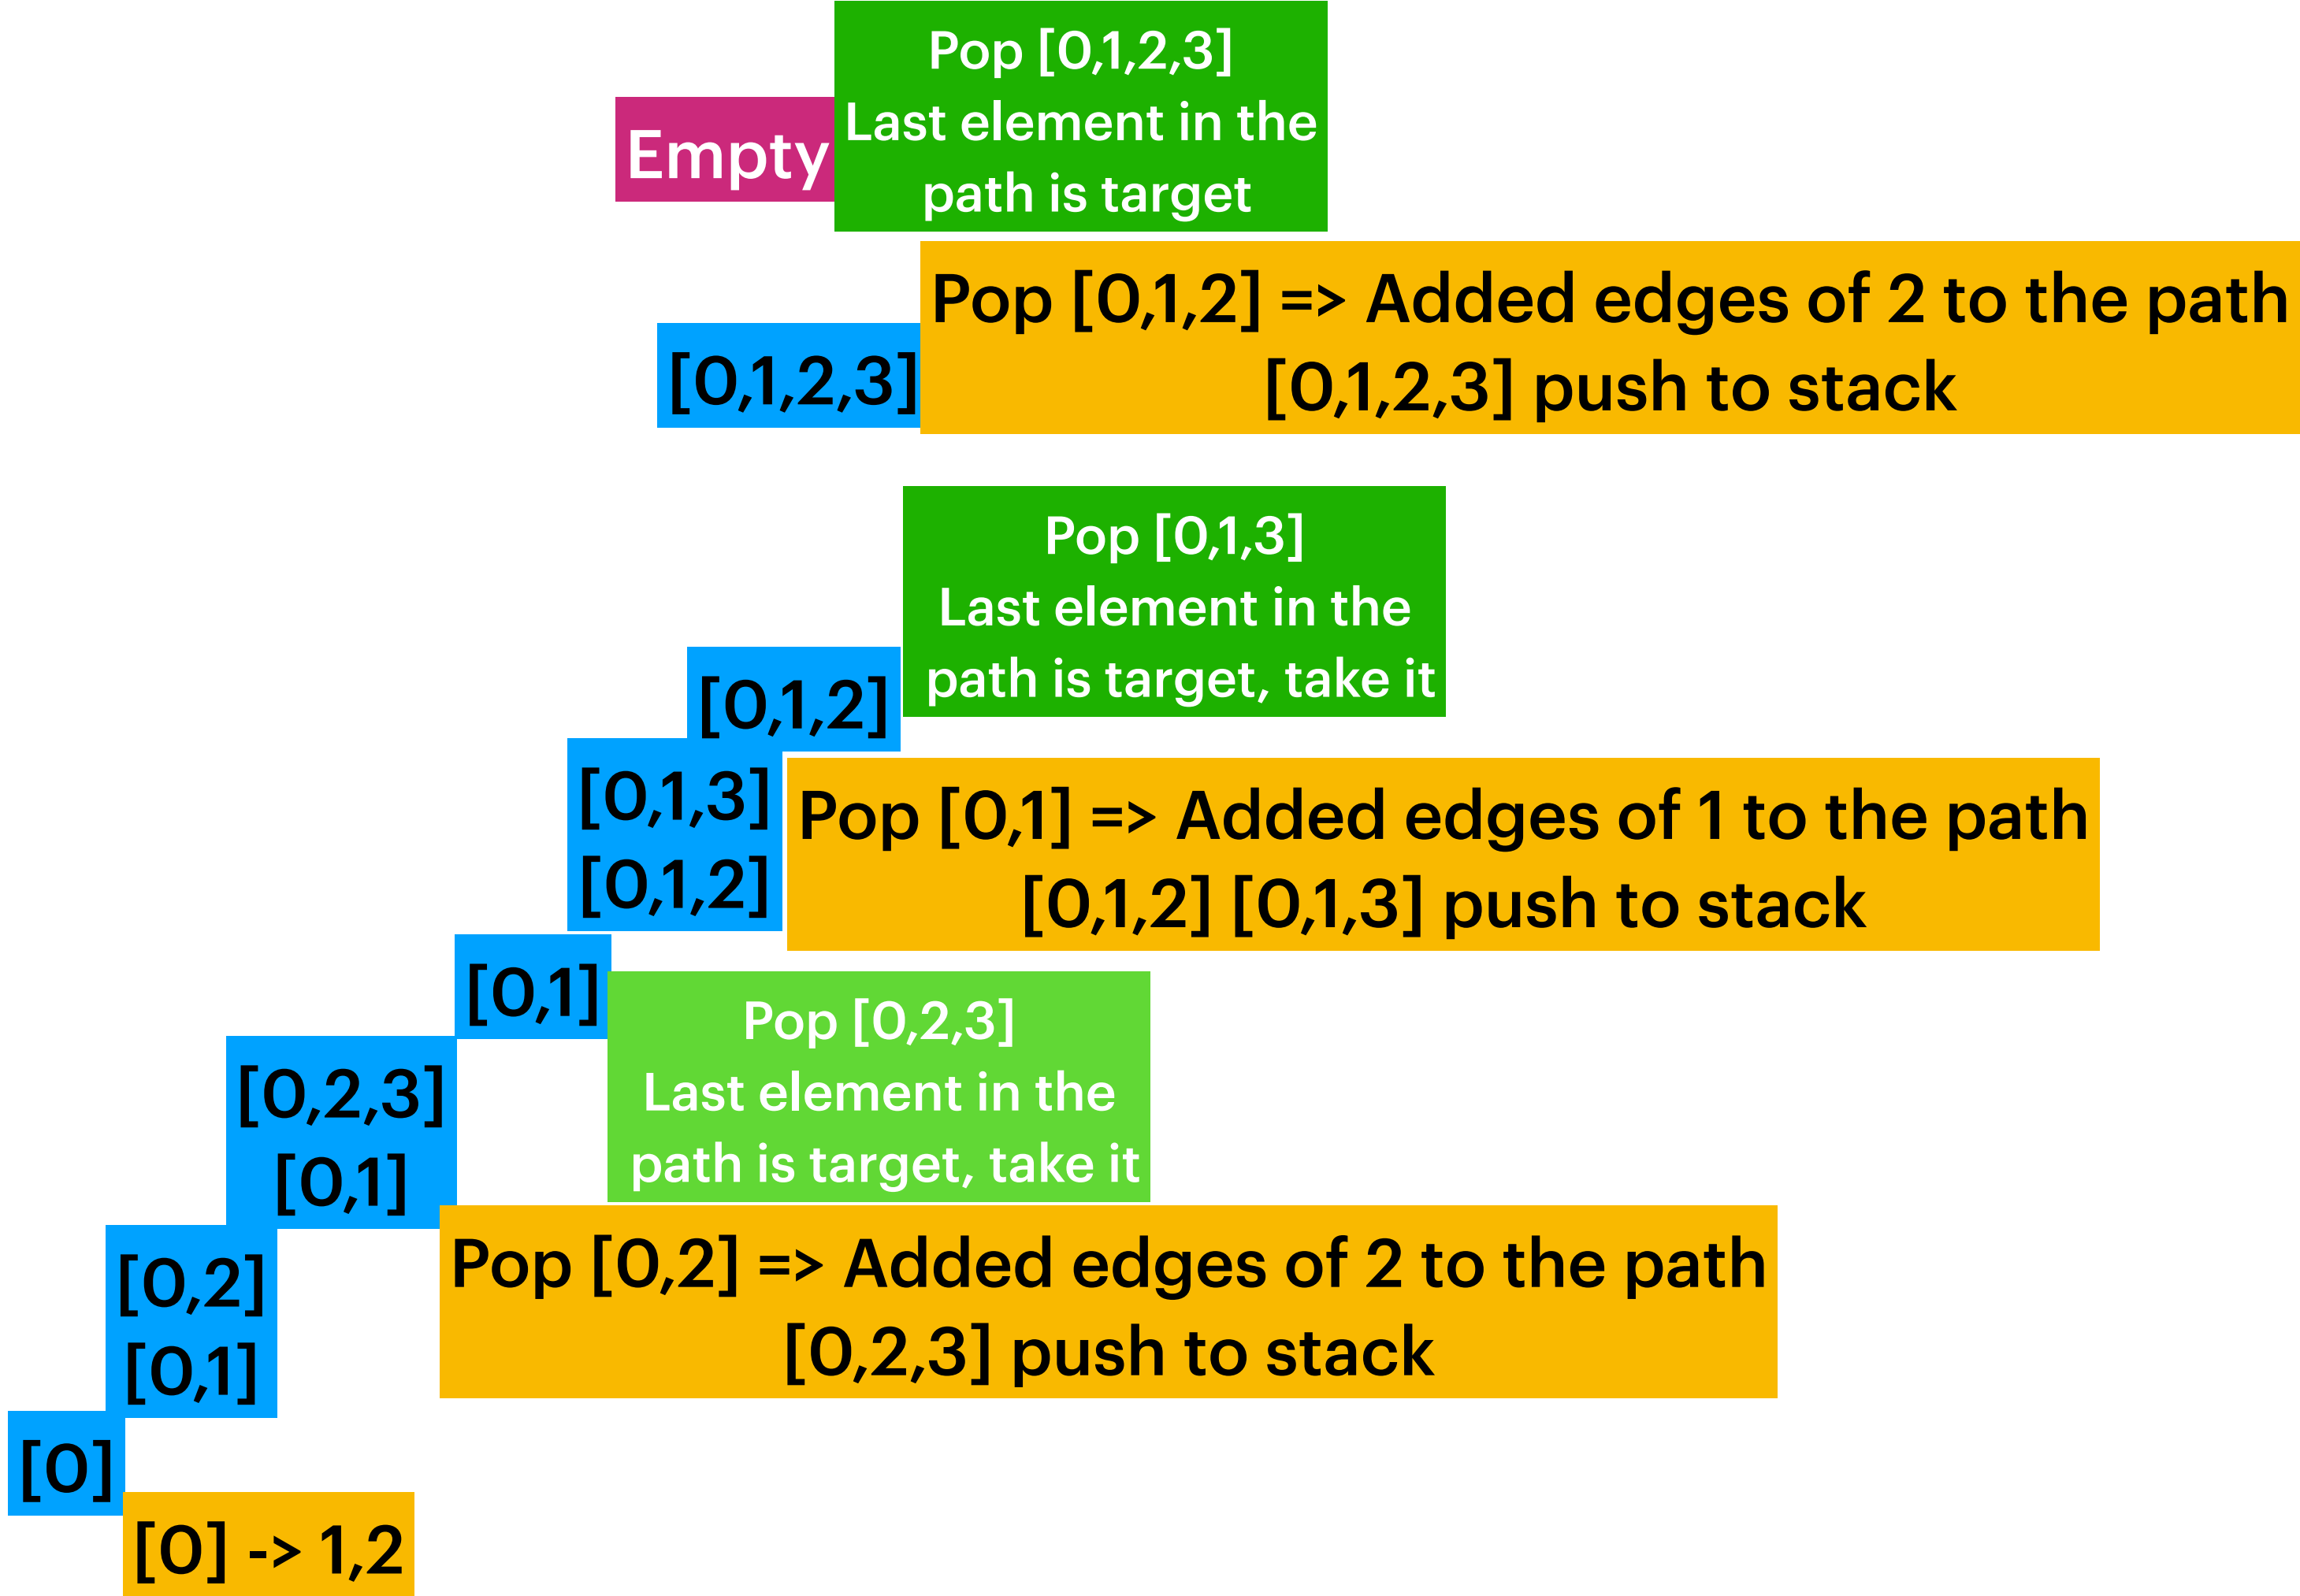 Pop [0,1,2,3]
Last element in the
path is target
Empty
Pop [0,1,2] => Added edges of 2 to the path
[0,1,2,3] push to stack
[0,1,2,3]
Pop [0,1,3]
Last element in the
path is target, take it
[0,1,2]
[0,1,3]
[0,1,2]
Pop [0,1] => Added edges of 1 to the path
[0,1,2] [0,1,3] push to stack
[0,1]
Pop [0,2,3]
Last element in the
path is target, take it
[0,2,3]
[0,1]
Pop [0,2] => Added edges of 2 to the path
[0,2,3] push to stack
[0,2]
[0,1]
[0]
[0] -> 1,2